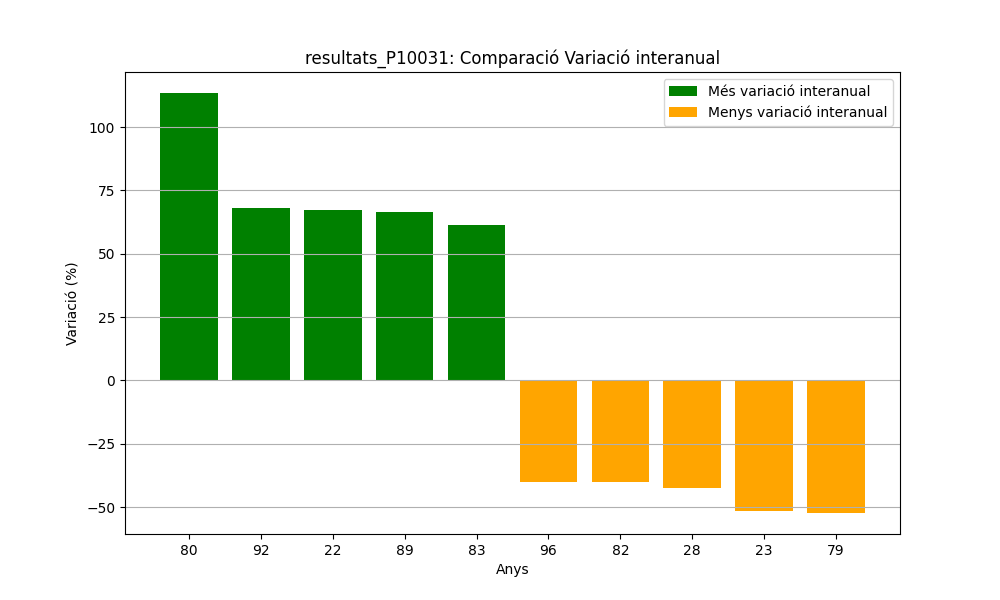 resultats_P10031: Comparació Variació interanual
Més variació interanual
Menys variació interanual
Variació (%)
100
75
50
25
0
−25
−50
80 92 22 89 83 96 82 28 23 79
Anys